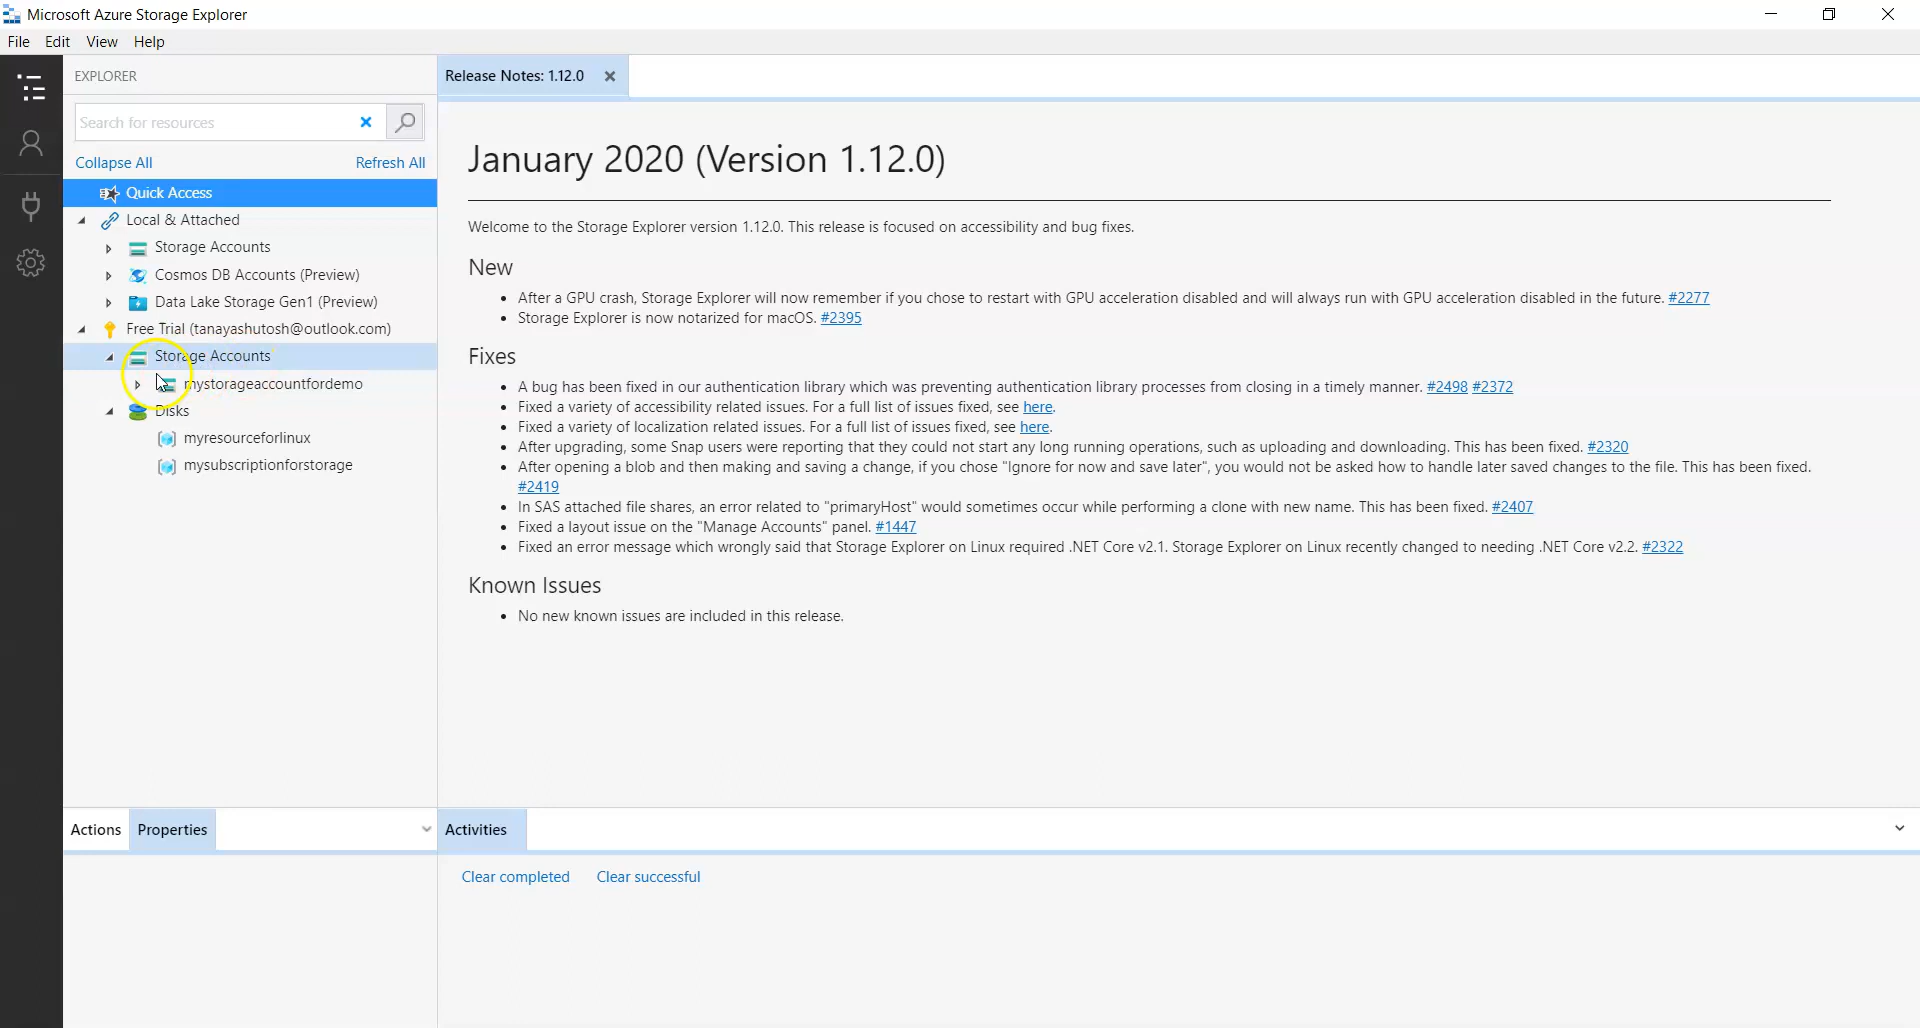 Microsoft Azure Storage Explorer
File Edit View Help
EXPLORER
Search for resources
Collapse All Refresh All
Quick Access
Local & Attached
Storage Accounts
Cosmos DB Accounts (Preview)
Data Lake Storage Gen1 (Preview)
Free Trial (tanayashutosh@outlook.com)
Storage Accounts
mystorageaccountfordemo
Disks
myresourceforlinux
mysubscriptionforstorage
Actions Properties
Release Notes: 1.12.0
January 2020 (Version 1.12.0)
Welcome to the Storage Explorer version 1.12.0. This release is focused on accessibility and bug fixes.
New
• After a GPU crash, Storage Explorer will now remember if you chose to restart with GPU acceleration disabled and will always run with GPU acceleration disabled in the future. #2277
• Storage Explorer is now notarized for macOS. #2395
Fixes
• A bug has been fixed in our authentication library which was preventing authentication library processes from closing in a timely manner. #2498 #2372
• Fixed a variety of accessibility related issues. For a full list of issues fixed, see here.
• Fixed a variety of localization related issues. For a full list of issues fixed, see here.
• After upgrading, some Snap users were reporting that they could not start any long running operations, such as uploading and downloading. This has been fixed. #2320
• After opening a blob and then making and saving a change, if you chose "Ignore for now and save later", you would not be asked how to handle later saved changes to the file. This has been fixed.
#2419
• In SAS attached file shares, an error related to "primaryHost" would sometimes occur while performing a clone with new name. This has been fixed. #2407
• Fixed a layout issue on the "Manage Accounts" panel. #1447
• Fixed an error message which wrongly said that Storage Explorer on Linux required .NET Core v2.1. Storage Explorer on Linux recently changed to needing .NET Core v2.2. #2322
Known Issues
• No new known issues are included in this release.
Activities
Clear completed Clear successful